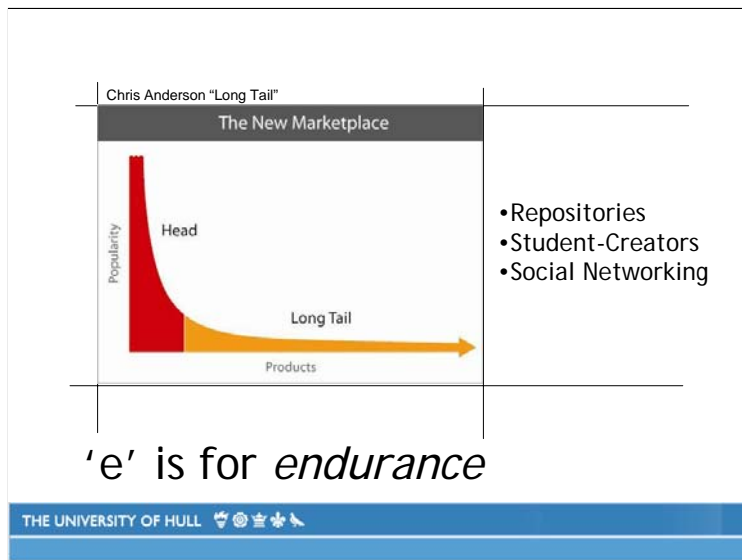 Chris Anderson “Long Tail”
The New Marketplace
Popularity
Head
Long Tail
Products
•Repositories
•Student-Creators
•Social Networking
‘e’ is for endurance
THE UNIVERSITY OF HULL